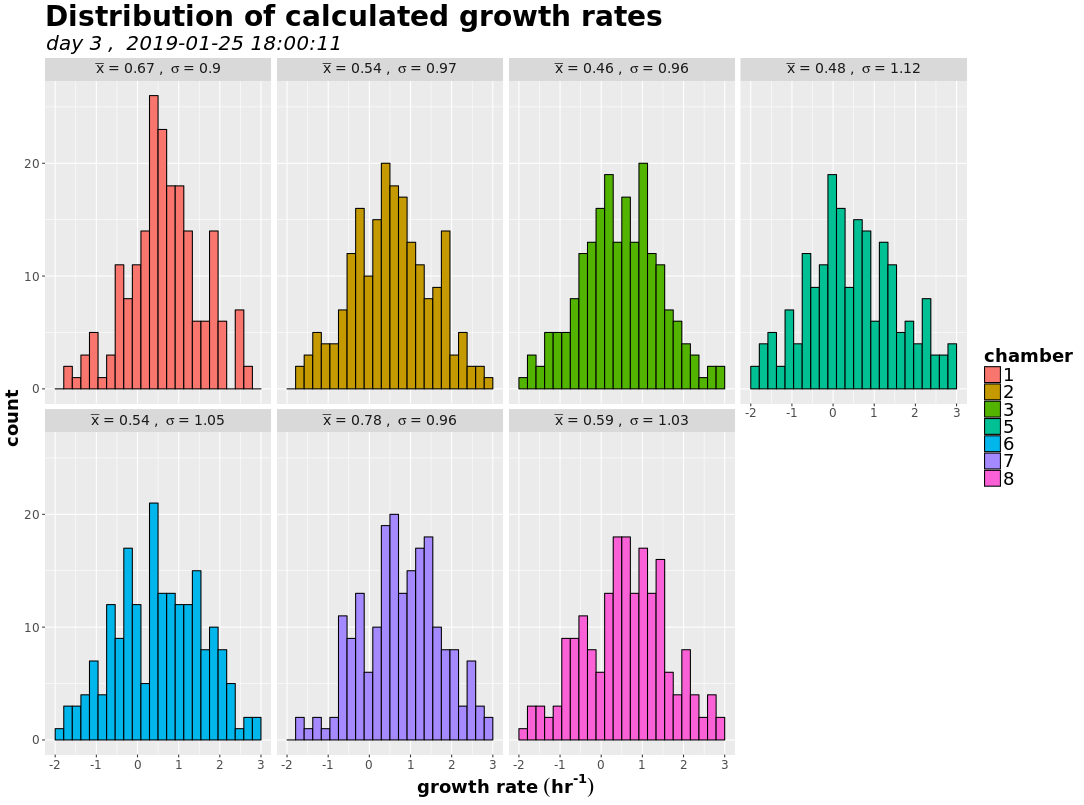 Distribution of calculated growth rates
day 3 ,  2019-01-25 18:00:11
x̅ = 0.67 ,  σ = 0.9
x̅ = 0.54 ,  σ = 0.97
x̅ = 0.46 ,  σ = 0.96
x̅ = 0.48 ,  σ = 1.12
20
10
0
-2 -1 0 1 2 3
x̅ = 0.54 ,  σ = 1.05
x̅ = 0.78 ,  σ = 0.96
x̅ = 0.59 ,  σ = 1.03
20
10
0
-2 -1 0 1 2 3
-2 -1 0 1 2 3
-2 -1 0 1 2 3
count
growth rate (hr⁻¹)
chamber
1
2
3
5
6
7
8